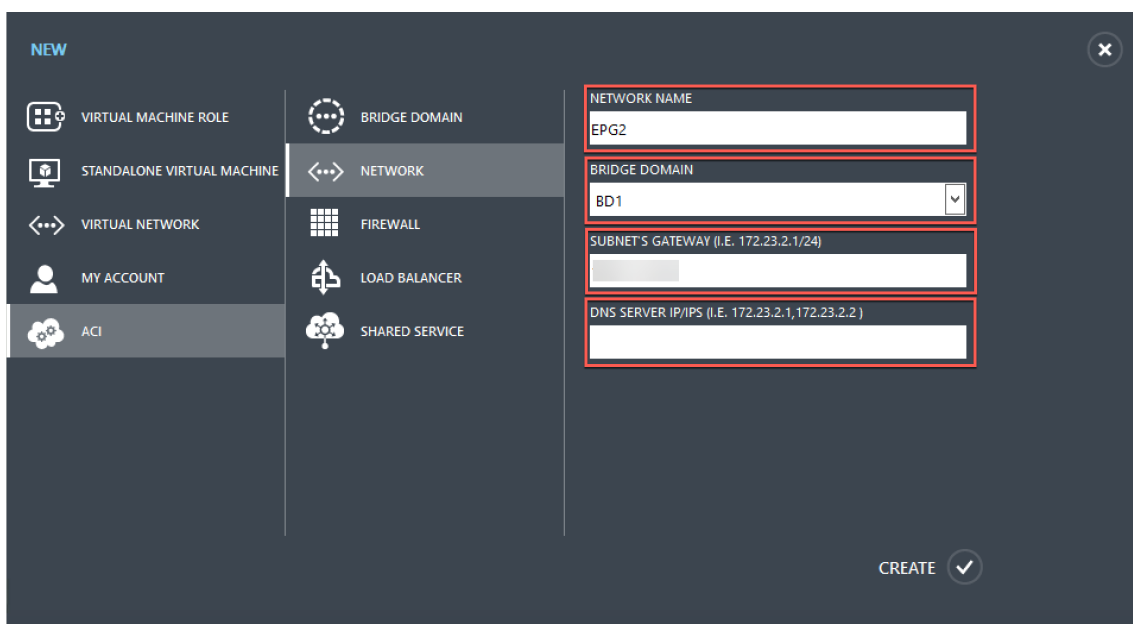 NEW
VIRTUAL MACHINE ROLE
STANDALONE VIRTUAL MACHINE
VIRTUAL NETWORK
MY ACCOUNT
ACI
BRIDGE DOMAIN
NETWORK
FIREWALL
LOAD BALANCER
SHARED SERVICE
NETWORK NAME
EPG2
BRIDGE DOMAIN
BD1
SUBNET'S GATEWAY (I.E. 172.23.2.1/24)
DNS SERVER IP/IPS (I.E. 172.23.2.1,172.23.2.2 )
CREATE